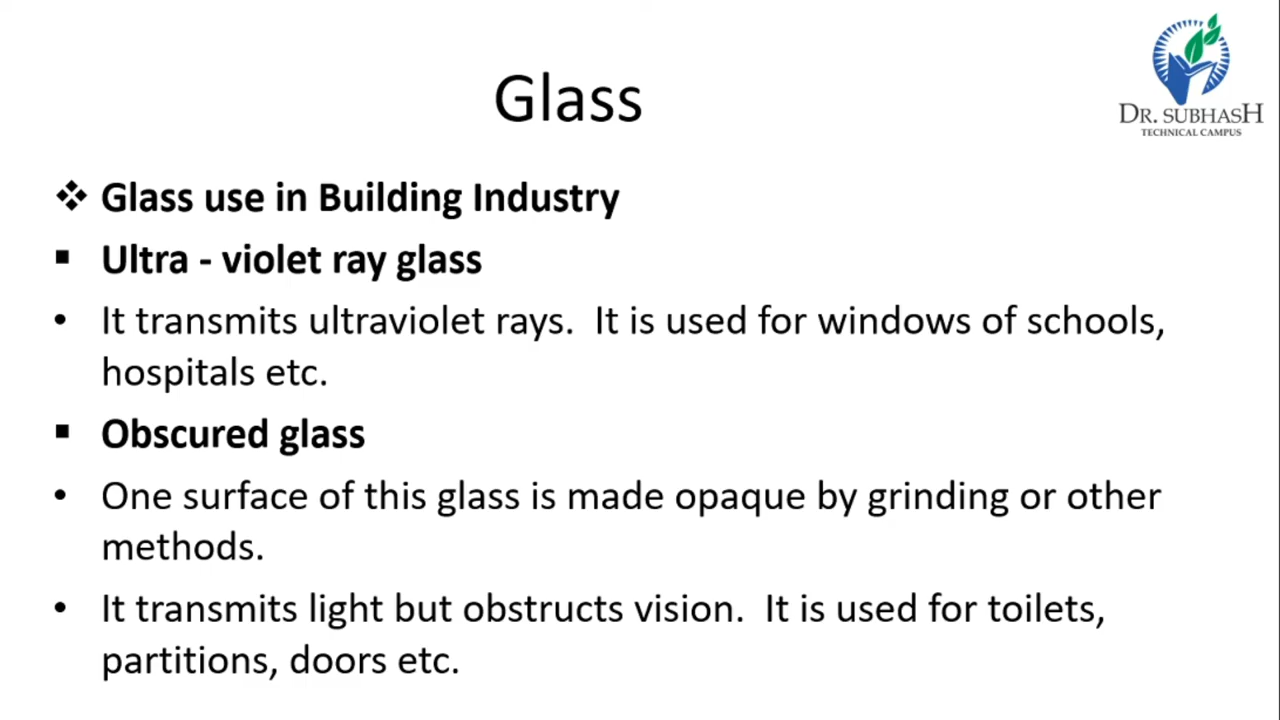 Glass
DR. SUBHASH
TECHNICAL CAMPUS
❖ Glass use in Building Industry
▪ Ultra - violet ray glass
• It transmits ultraviolet rays.  It is used for windows of schools,
hospitals etc.
▪ Obscured glass
• One surface of this glass is made opaque by grinding or other
methods.
• It transmits light but obstructs vision.  It is used for toilets,
partitions, doors etc.